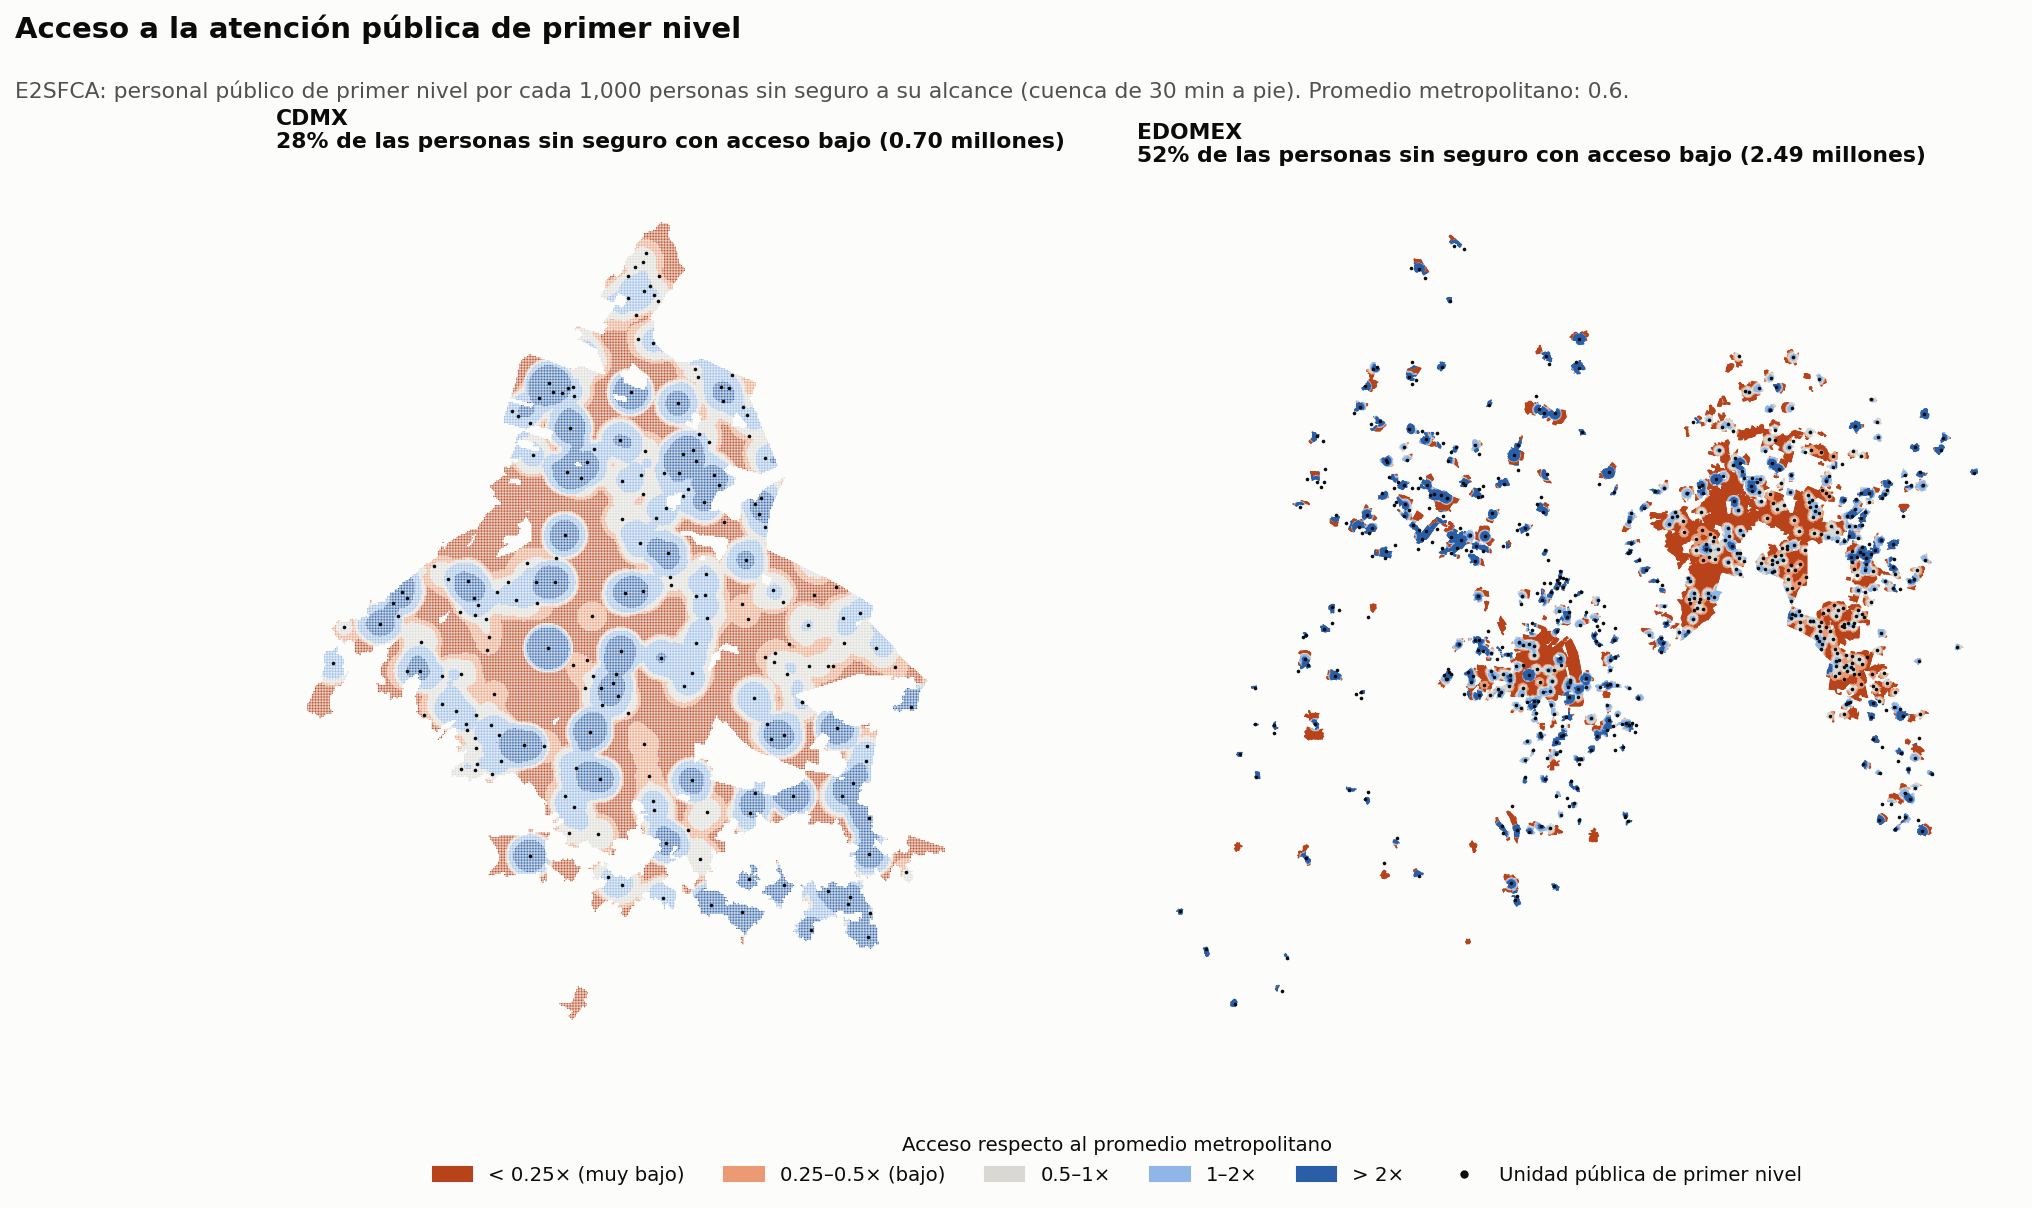 Acceso a la atención pública de primer nivel
E2SFCA: personal público de primer nivel por cada 1,000 personas sin seguro a su alcance (cuenca de 30 min a pie). Promedio metropolitano: 0.6.
CDMX
28% de las personas sin seguro con acceso bajo (0.70 millones)
EDOMEX
52% de las personas sin seguro con acceso bajo (2.49 millones)
Acceso respecto al promedio metropolitano
< 0.25× (muy bajo)
0.25–0.5× (bajo)
0.5–1×
1–2×
> 2×
Unidad pública de primer nivel